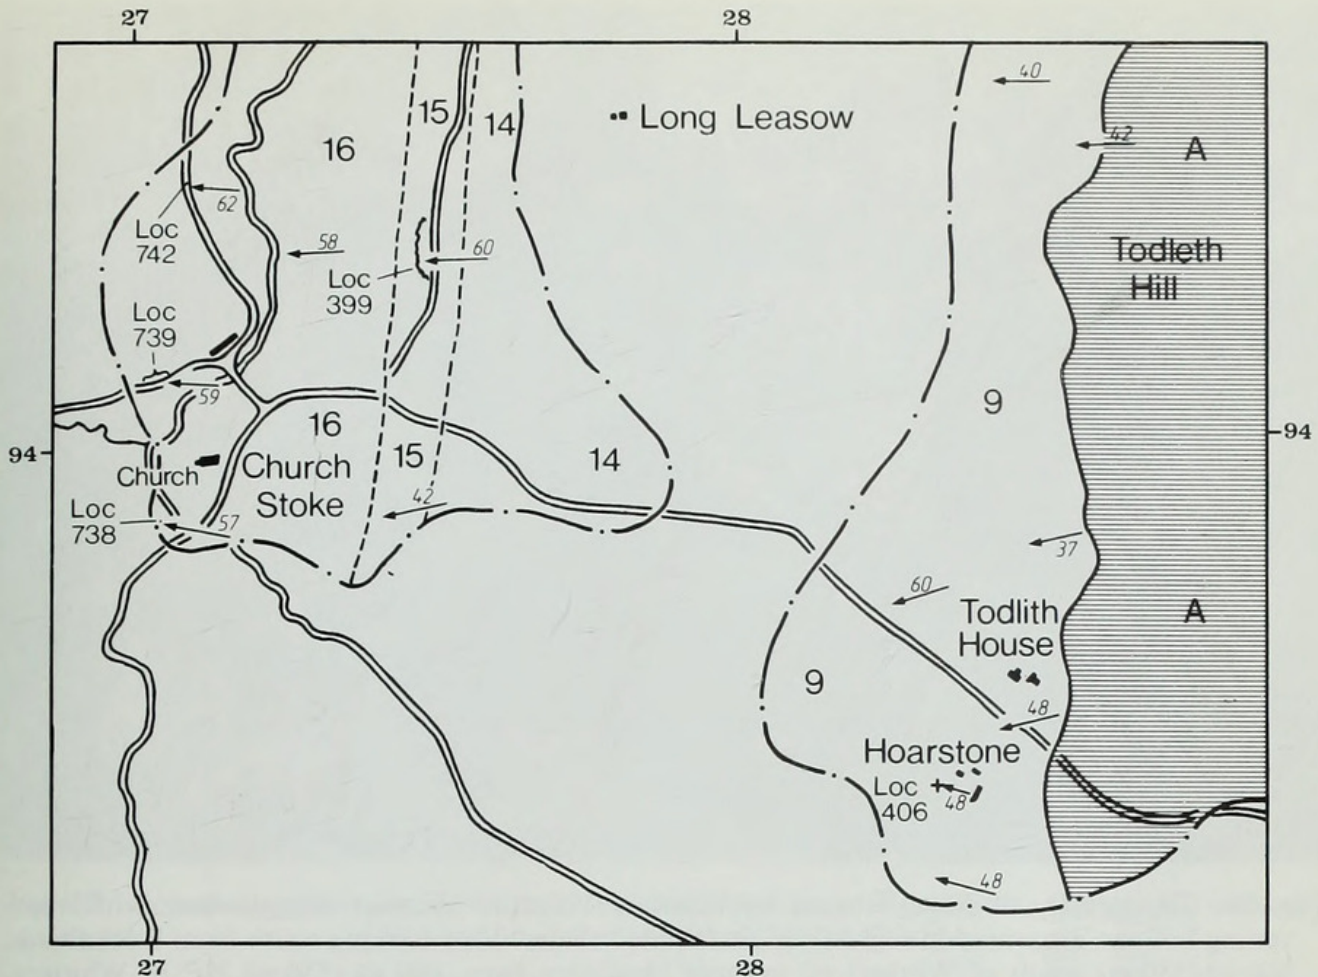 27
28
40
15
14
Long Leasow
42
A
16
62
Loc
742
58
60
Loc
399
Todleth
Hill
Loc
739
59
9
16
94
94
Church
Church
Stoke
15
14
42
Loc
738
57
37
60
Todlith
House
A
9
48
Hoarstone
Loc
406
48
48
27
28